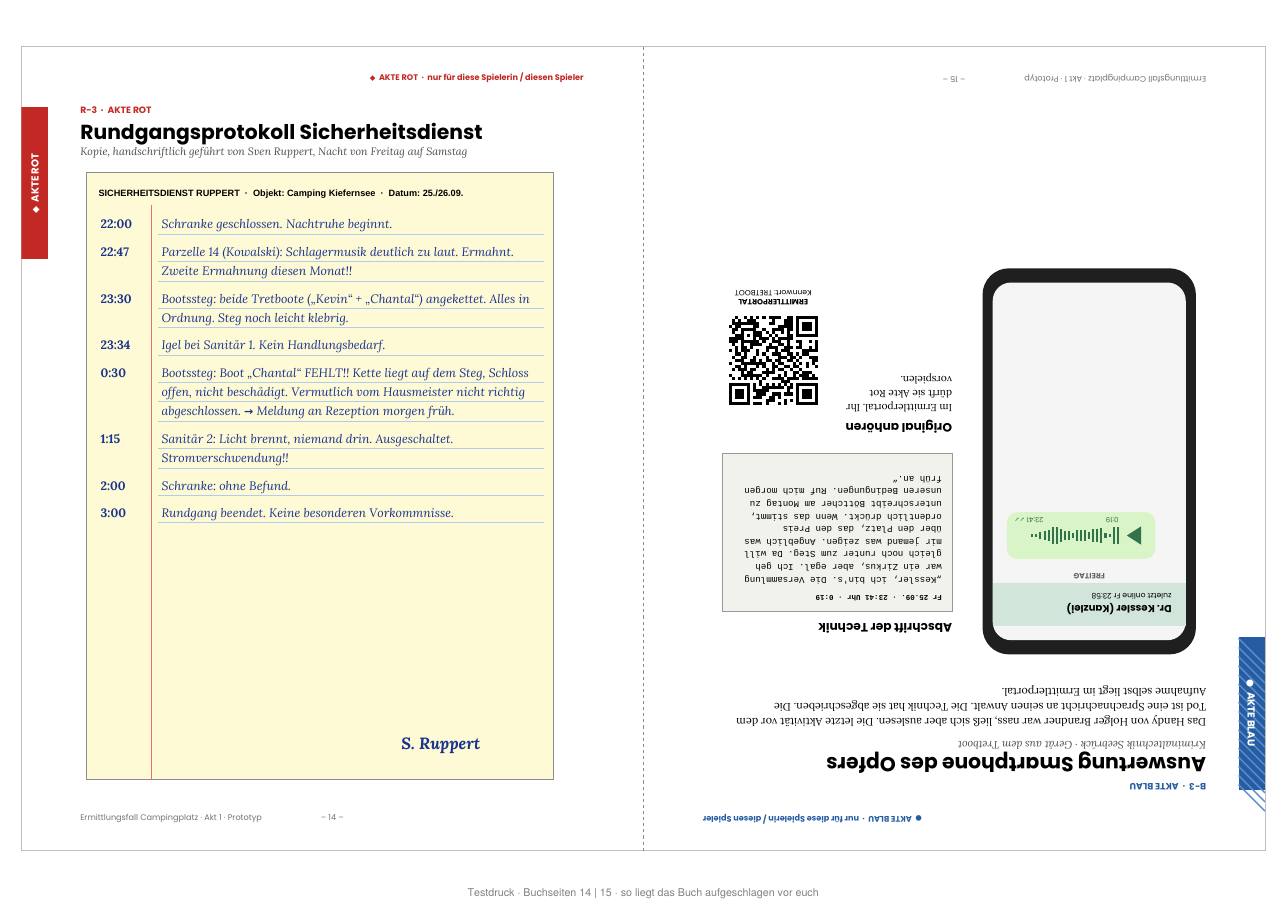 ◆ AKTE ROT · nur für diese Spielerin / diesen Spieler
◆ AKTE ROT
R-3 · AKTE ROT
Rundgangsprotokoll Sicherheitsdienst
Kopie, handschriftlich geführt von Sven Ruppert, Nacht von Freitag auf Samstag
SICHERHEITSDIENST RUPPERT · Objekt: Camping Kiefernsee · Datum: 25./26.09.
22:00 Schranke geschlossen. Nachtruhe beginnt.
22:47 Parzelle 14 (Kowalski): Schlagermusik deutlich zu laut. Ermahnt.
Zweite Ermahnung diesen Monat!!
23:30 Bootssteg: beide Tretboote („Kevin“ + „Chantal“) angekettet. Alles in
Ordnung. Steg noch leicht klebrig.
23:34 Igel bei Sanitär 1. Kein Handlungsbedarf.
0:30 Bootssteg: Boot „Chantal“ FEHLT!! Kette liegt auf dem Steg, Schloss
offen, nicht beschädigt. Vermutlich vom Hausmeister nicht richtig
abgeschlossen. → Meldung an Rezeption morgen früh.
1:15 Sanitär 2: Licht brennt, niemand drin. Ausgeschaltet.
Stromverschwendung!!
2:00 Schranke: ohne Befund.
3:00 Rundgang beendet. Keine besonderen Vorkommnisse.
S. Ruppert
Ermittlungsfall Campingplatz · Akt 1 · Prototyp – 14 –
● AKTE BLAU · nur für diese Spielerin / diesen Spieler
● AKTE BLAU
B-3 · AKTE BLAU
Auswertung Smartphone des Opfers
Kriminaltechnik Seebrück · Gerät aus dem Tretboot
Das Handy von Holger Brandner war nass, ließ sich aber auslesen. Die letzte Aktivität vor dem
Tod ist eine Sprachnachricht an seinen Anwalt. Die Technik hat sie abgeschrieben. Die
Aufnahme selbst liegt im Ermittlerportal.
Dr. Kessler (Kanzlei)
zuletzt online Fr 23:58
FREITAG
0:19 23:41 ✓✓
Abschrift der Technik
Fr 25.09. · 23:41 Uhr · 0:19
„Kessler, ich bin's. Die Versammlung
war ein Zirkus, aber egal. Ich geh
gleich noch runter zum Steg. Da will
mir jemand was zeigen. Angeblich was
über den Platz, das den Preis
ordentlich drückt. Wenn das stimmt,
unterschreibt Böttcher am Montag zu
unseren Bedingungen. Ruf mich morgen
früh an.“
Original anhören
Im Ermittlerportal. Ihr
dürft sie Akte Rot
vorspielen.
ERMITTLERPORTAL
Kennwort: TRETBOOT
Ermittlungsfall Campingplatz · Akt 1 · Prototyp – 15 –
Testdruck · Buchseiten 14 | 15 · so liegt das Buch aufgeschlagen vor euch